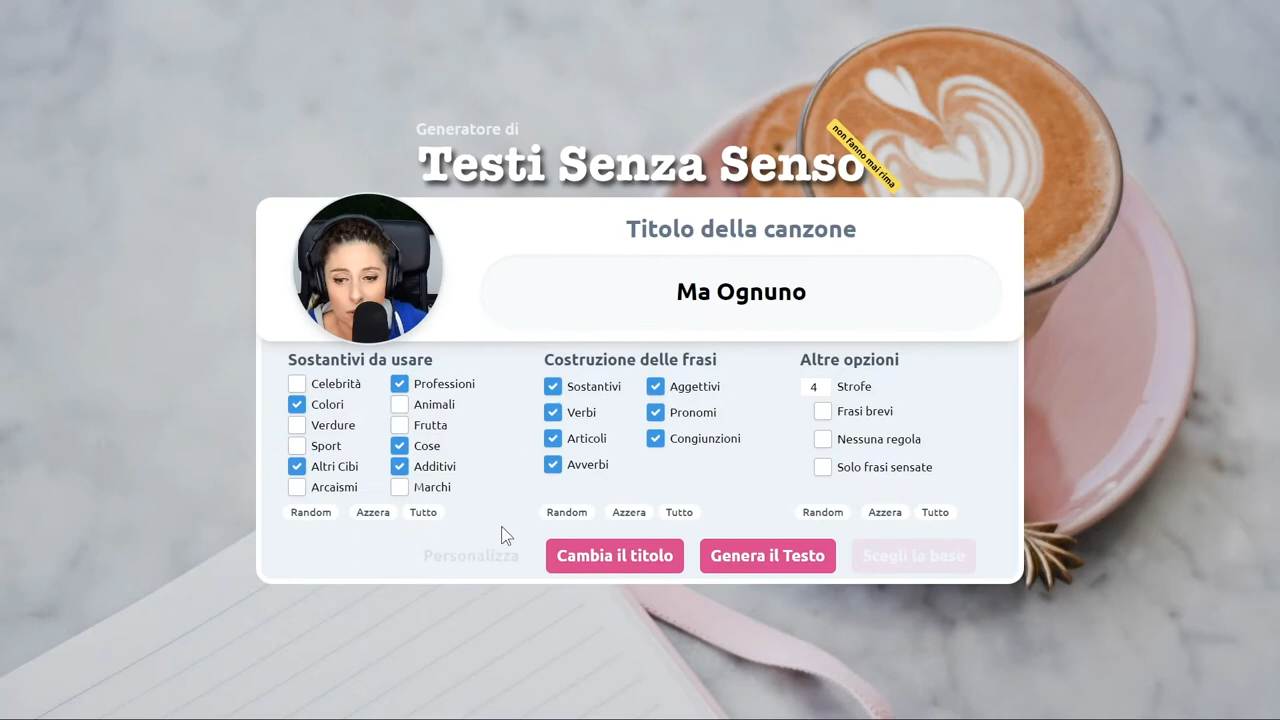 Generatore di
Testi Senza Senso
non fanno mai rima
Titolo della canzone
Ma Ognuno
Sostantivi da usare
Celebrità
Professioni
Colori
Animali
Verdure
Frutta
Sport
Cose
Altri Cibi
Additivi
Arcaismi
Marchi
Random
Azzera
Tutto
Costruzione delle frasi
Sostantivi
Aggettivi
Verbi
Pronomi
Articoli
Congiunzioni
Avverbi
Random
Azzera
Tutto
Altre opzioni
4 Strofe
Frasi brevi
Nessuna regola
Solo frasi sensate
Random
Azzera
Tutto
Personalizza
Cambia il titolo
Genera il Testo
Scegli la base